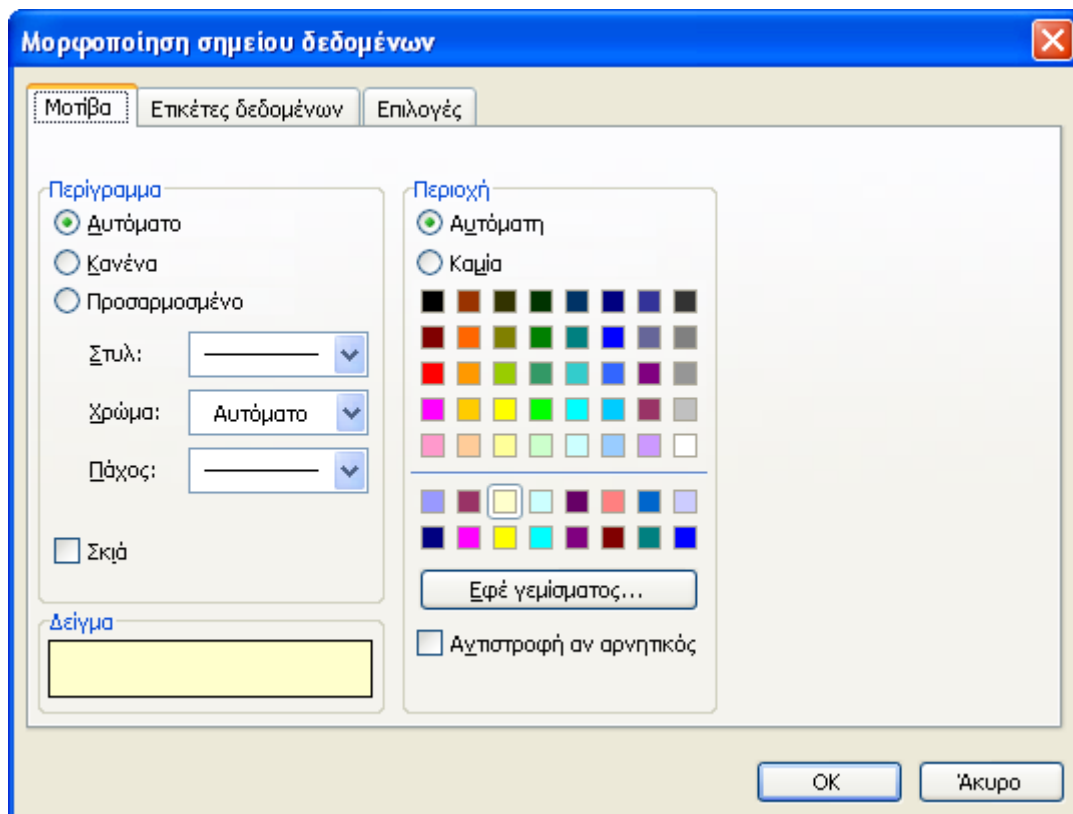 Μορφοποίηση σημείου δεδομένων
Μοτίβα Ετικέτες δεδομένων Επιλογές
Περίγραμμα
Αυτόματο
Κανένα
Προσαρμοσμένο
Στυλ:
Χρώμα: Αυτόματο
Πάχος:
Σκιά
Δείγμα
Περιοχή
Αυτόματη
Καμία
Εφέ γεμίσματος...
Αντιστροφή αν αρνητικός
OK Άκυρο